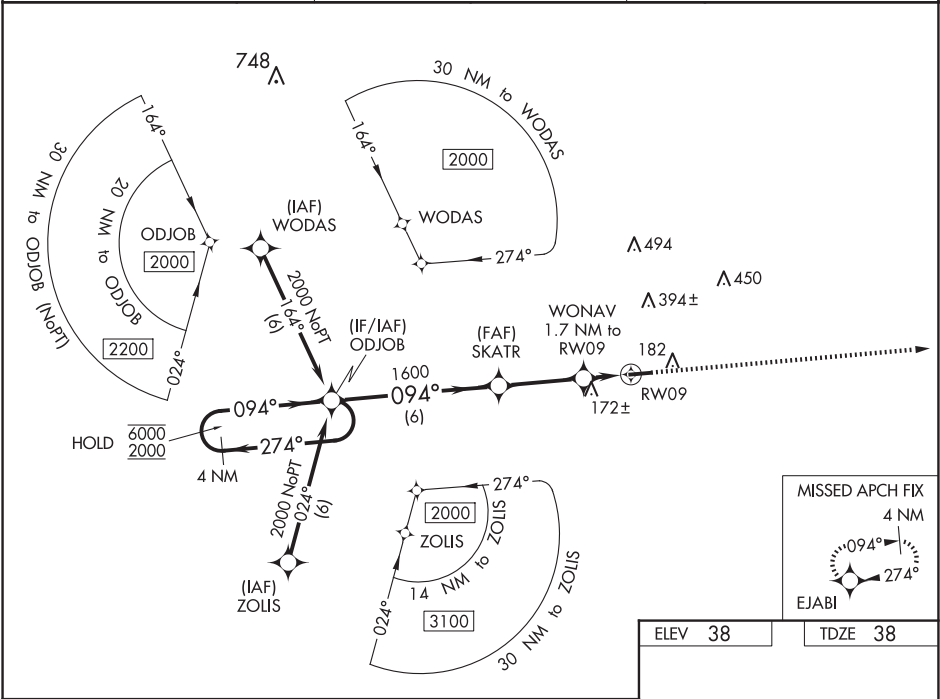 748
164°
30 NM to ODJOB (NoPT)
20 NM to ODJOB
ODJOB
2000
2200
024°
(IAF)
WODAS
2000 NoPT
164°
(6)
30 NM to WODAS
164°
2000
WODAS
274°
494
450
394±
(IF/IAF)
ODJOB
(FAF)
SKATR
WONAV
1.7 NM to
RW09
182
RW09
172±
1600
094°
(6)
094°
274°
HOLD
6000
2000
4 NM
2000 NoPT
024°
(6)
(IAF)
ZOLIS
274°
2000
ZOLIS
14 NM to ZOLIS
024°
3100
30 NM to ZOLIS
MISSED APCH FIX
4 NM
094°
274°
EJABI
ELEV 38
TDZE 38